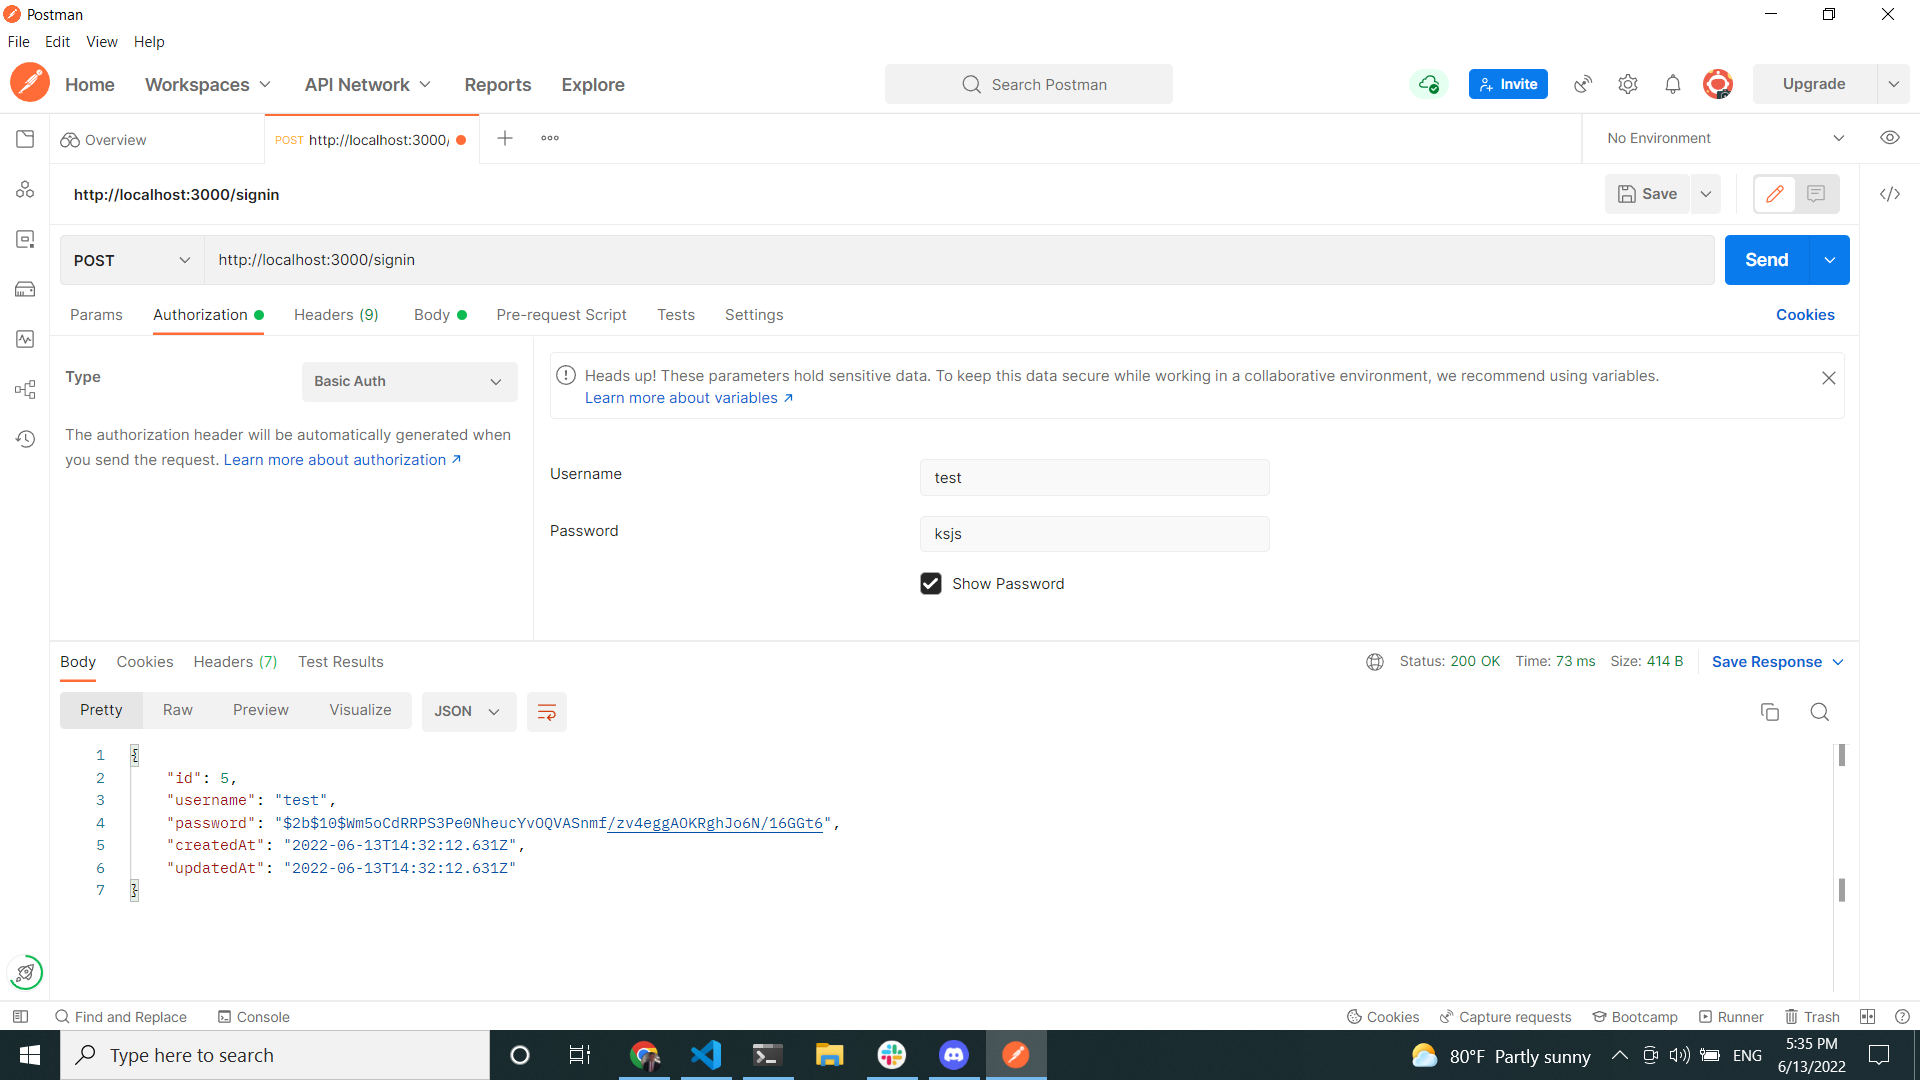 Postman
File Edit View Help
Home Workspaces API Network Reports Explore Search Postman Invite Upgrade
Overview POST http://localhost:3000/ No Environment
http://localhost:3000/signin Save
POST http://localhost:3000/signin Send
Params Authorization Headers (9) Body Pre-request Script Tests Settings Cookies
Type Basic Auth
The authorization header will be automatically generated when
you send the request. Learn more about authorization ↗
Heads up! These parameters hold sensitive data. To keep this data secure while working in a collaborative environment, we recommend using variables.
Learn more about variables ↗
Username test
Password ksjs
Show Password
Body Cookies Headers (7) Test Results Status: 200 OK Time: 73 ms Size: 414 B Save Response
Pretty Raw Preview Visualize JSON
1 {
2 "id": 5,
3 "username": "test",
4 "password": "$2b$10$Wm5oCdRRPS3Pe0NheucYvOQVASnmf/zv4eggAOKRghJo6N/16GGt6",
5 "createdAt": "2022-06-13T14:32:12.631Z",
6 "updatedAt": "2022-06-13T14:32:12.631Z"
7 }
Find and Replace Console Cookies Capture requests Bootcamp Runner Trash
Type here to search 80°F Partly sunny ENG 5:35 PM
6/13/2022